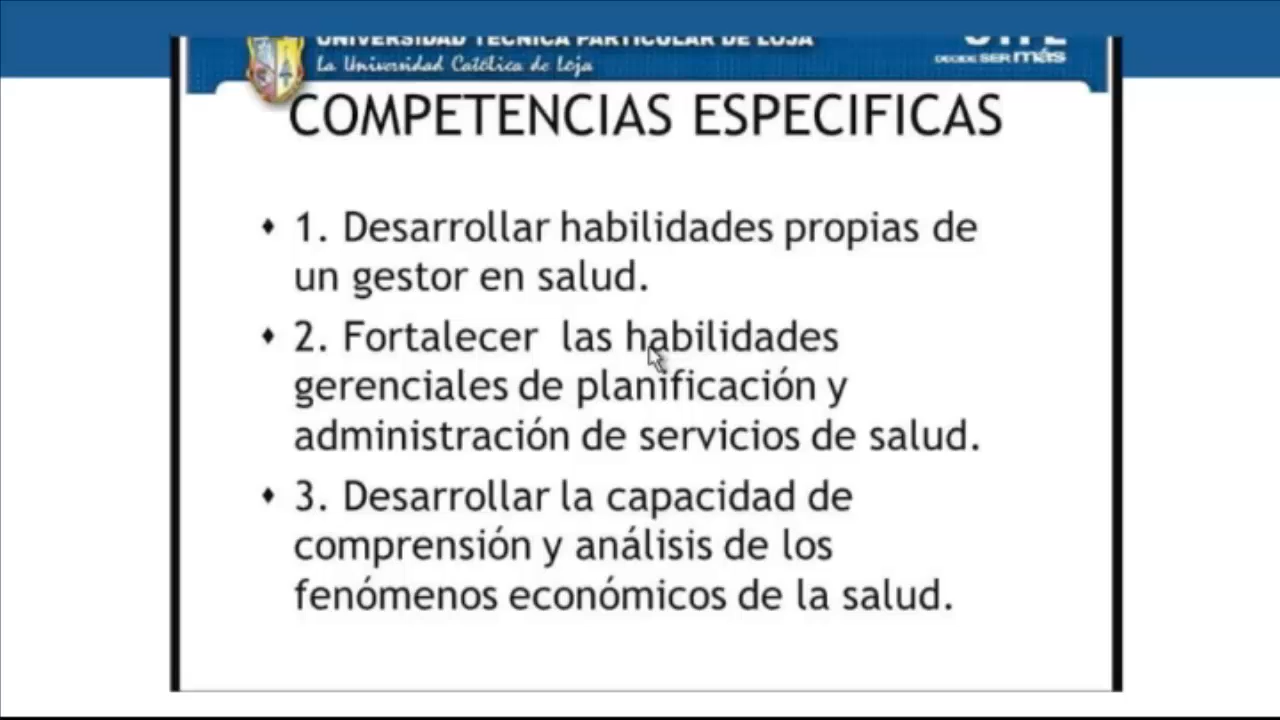 UNIVERSIDAD TÉCNICA PARTICULAR DE LOJA
La Universidad Católica de Loja
UTPL
DECIDE SER más
COMPETENCIAS ESPECIFICAS
♦ 1. Desarrollar habilidades propias de
un gestor en salud.
♦ 2. Fortalecer las habilidades
gerenciales de planificación y
administración de servicios de salud.
♦ 3. Desarrollar la capacidad de
comprensión y análisis de los
fenómenos económicos de la salud.